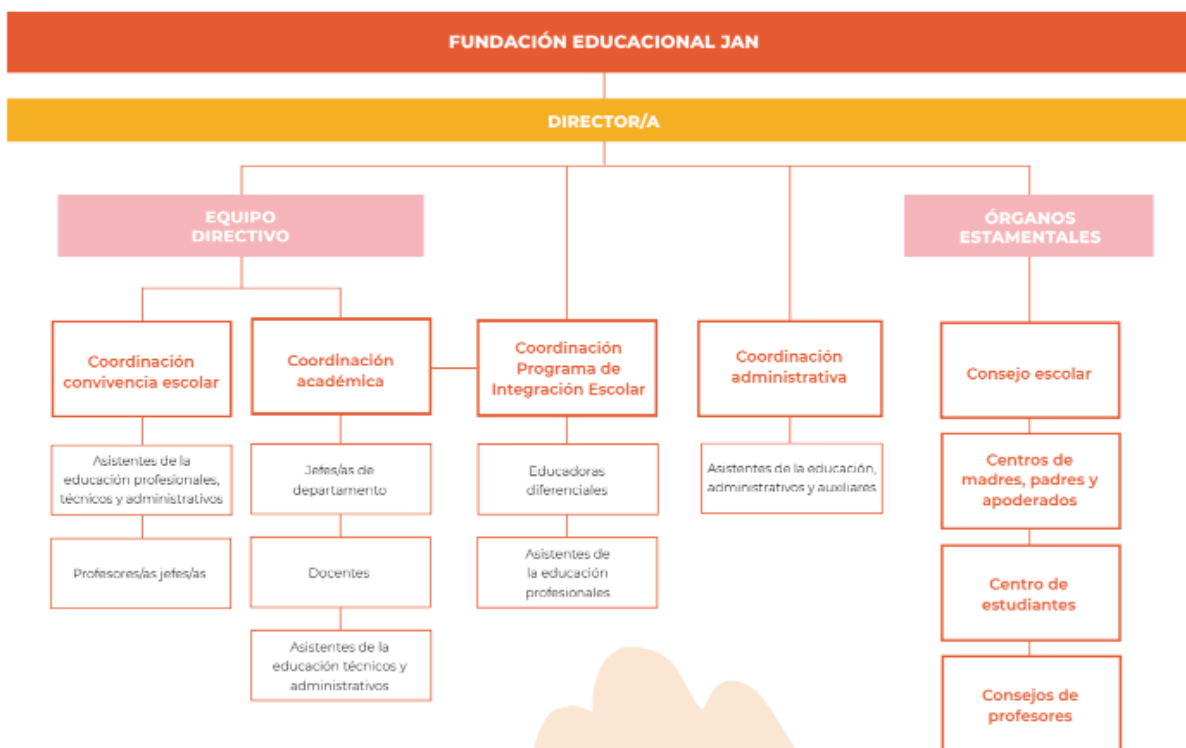 FUNDACIÓN EDUCACIONAL JAN
DIRECTOR/A
EQUIPO
DIRECTIVO
ÓRGANOS
ESTAMENTALES
Coordinación
convivencia escolar
Coordinación
académica
Coordinación
Programa de
Integración Escolar
Coordinación
administrativa
Consejo escolar
Asistentes de la
educación profesionales,
técnicos y administrativos
Jefes/as de
departamento
Educadoras
diferenciales
Asistentes de la educación,
administrativos y auxiliares
Centros de
madres, padres y
apoderados
Profesores/as jefes/as
Docentes
Asistentes de
la educación
profesionales
Centro de
estudiantes
Asistentes de la
educación técnicos y
administrativos
Consejos de
profesores